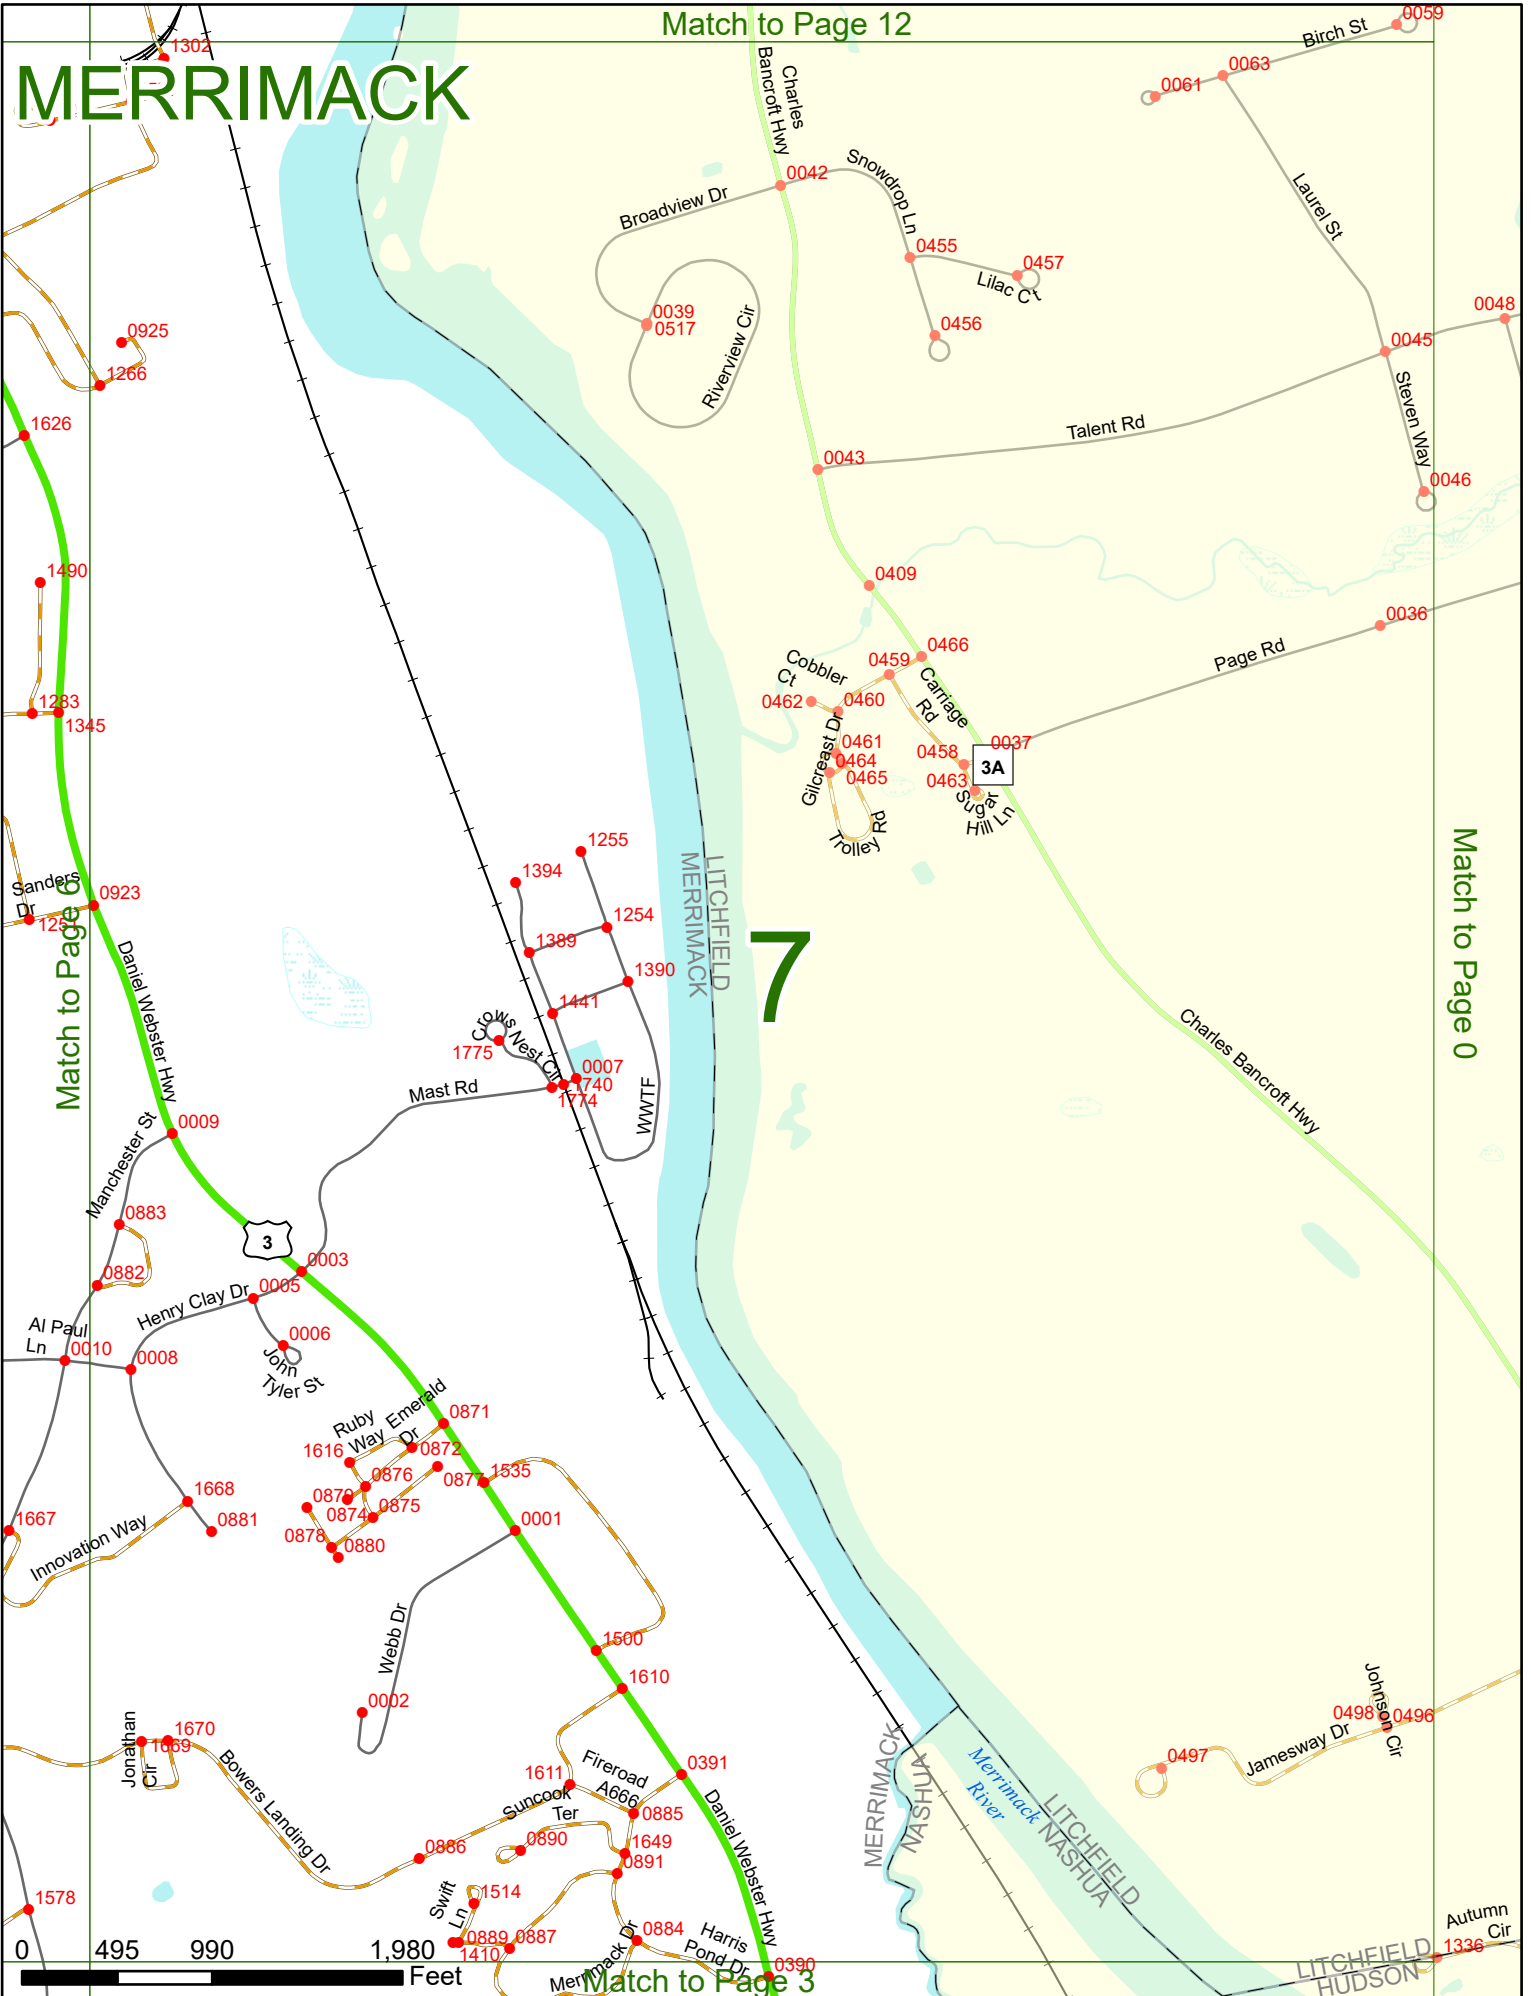 Match to Page 12
MERRIMACK
1302
0059
Birch St
0063
0061
Charles
Bancroft Hwy
0042
Snowdrop Ln
Broadview Dr
Laurel St
0455
0457
Lilac Ct
0456
0039
0517
Riverview Cir
0048
0045
0925
1266
Steven Way
Talent Rd
1626
0043
0046
1490
0409
0036
Page Rd
0466
0459
Cobbler
Ct
Carriage
Rd
0462
0460
1283
1345
Gilcreast Dr
0461
0464
0465
0037
0458
3A
0463
Sugar
Hill Ln
Trolley Rd
1255
1394
Sanders
Dr
0923
1251
1254
LITCHFIELD
MERRIMACK
7
Match to Page 6
Match to Page 0
1389
1390
Daniel Webster Hwy
1441
Crows Nest Cir
1775
0007
1740
1774
Mast Rd
WWTF
Charles Bancroft Hwy
0009
Manchester St
0883
3
0003
0882
0005
Henry Clay Dr
Al Paul
Ln
0010
0008
0006
John
Tyler St
Ruby
Way
Emerald
Dr
0871
1616
0872
0876
0877
1535
1668
0879
0874
0875
1667
0881
0878
0880
0001
Innovation Way
Webb Dr
1500
1610
0002
Jonathan
Cir
1670
1669
Bowers Landing Dr
Johnson
Cir
0498
0496
Jamesway Dr
0497
MERRIMACK
NASHUA
Merrimack
River
LITCHFIELD
NASHUA
0391
Fireroad
A666
1611
Suncook
Ter
0885
Daniel Webster Hwy
0890
1649
0886
0891
Swift
Ln
1514
1578
0889
1410
0887
0884
Merrimack Dr
Harris
Pond Dr
0390
Autumn
Cir
1336
LITCHFIELD
HUDSON
0 495 990 1,980
Feet
Match to Page 3